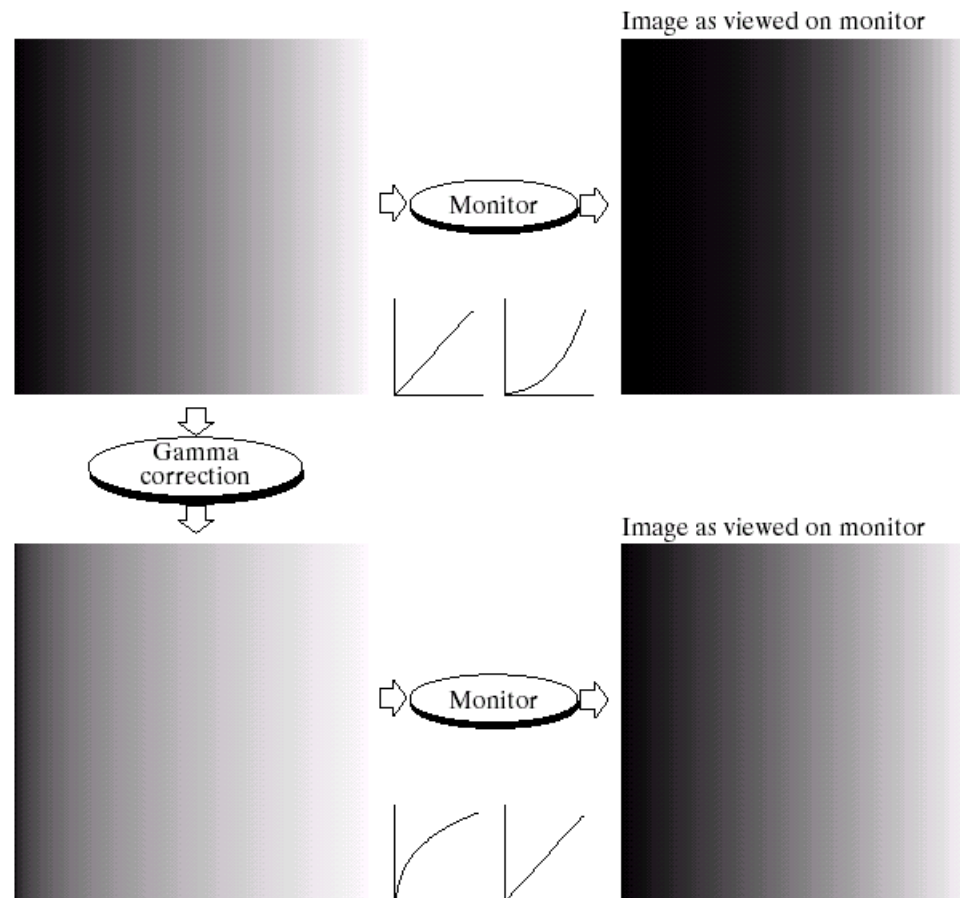 Image as viewed on monitor
Monitor
Gamma
correction
Image as viewed on monitor
Monitor